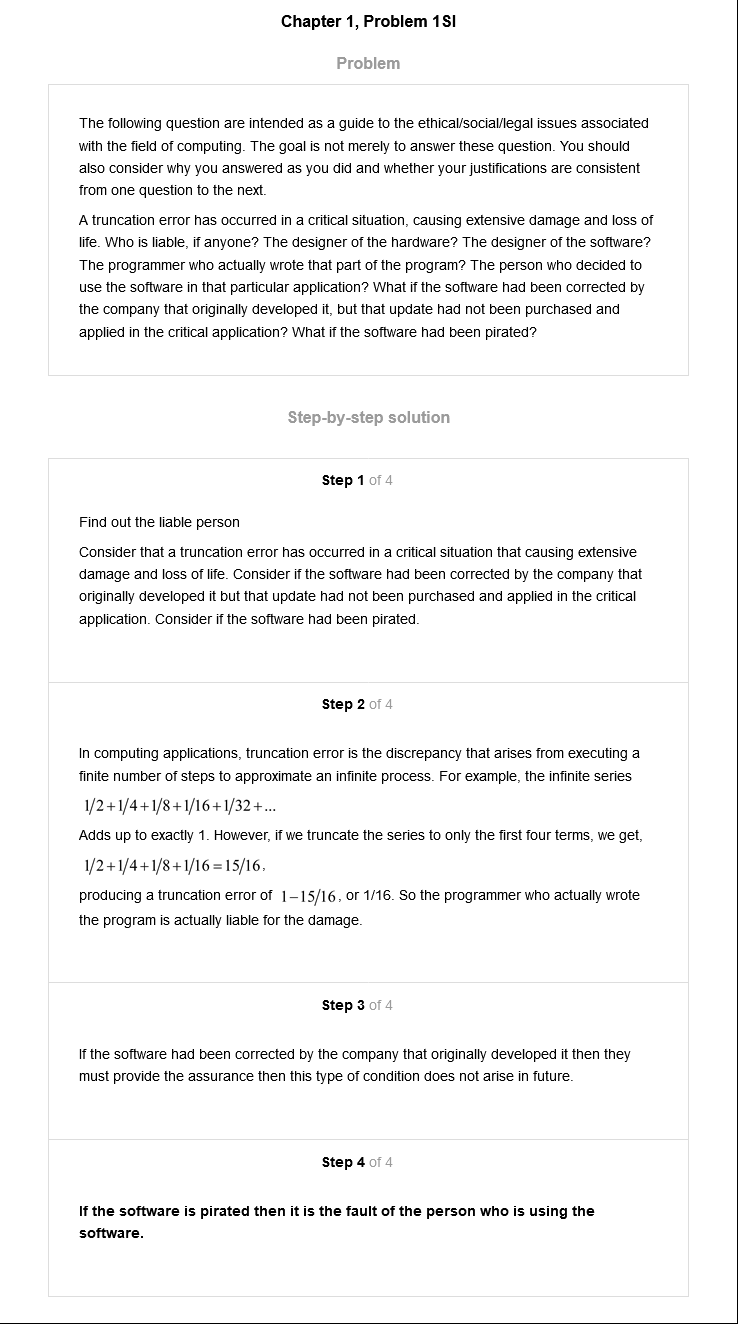 Chapter 1, Problem 1SI
Problem
The following question are intended as a guide to the ethical/social/legal issues associated
with the field of computing. The goal is not merely to answer these question. You should
also consider why you answered as you did and whether your justifications are consistent
from one question to the next.
A truncation error has occurred in a critical situation, causing extensive damage and loss of
life. Who is liable, if anyone? The designer of the hardware? The designer of the software?
The programmer who actually wrote that part of the program? The person who decided to
use the software in that particular application? What if the software had been corrected by
the company that originally developed it, but that update had not been purchased and
applied in the critical application? What if the software had been pirated?
Step-by-step solution
Step 1 of 4
Find out the liable person
Consider that a truncation error has occurred in a critical situation that causing extensive
damage and loss of life. Consider if the software had been corrected by the company that
originally developed it but that update had not been purchased and applied in the critical
application. Consider if the software had been pirated.
Step 2 of 4
In computing applications, truncation error is the discrepancy that arises from executing a
finite number of steps to approximate an infinite process. For example, the infinite series
1/2+1/4+1/8+1/16+1/32+...
Adds up to exactly 1. However, if we truncate the series to only the first four terms, we get,
1/2+1/4+1/8+1/16=15/16,
producing a truncation error of 1−15/16, or 1/16. So the programmer who actually wrote
the program is actually liable for the damage.
Step 3 of 4
If the software had been corrected by the company that originally developed it then they
must provide the assurance then this type of condition does not arise in future.
Step 4 of 4
If the software is pirated then it is the fault of the person who is using the
software.